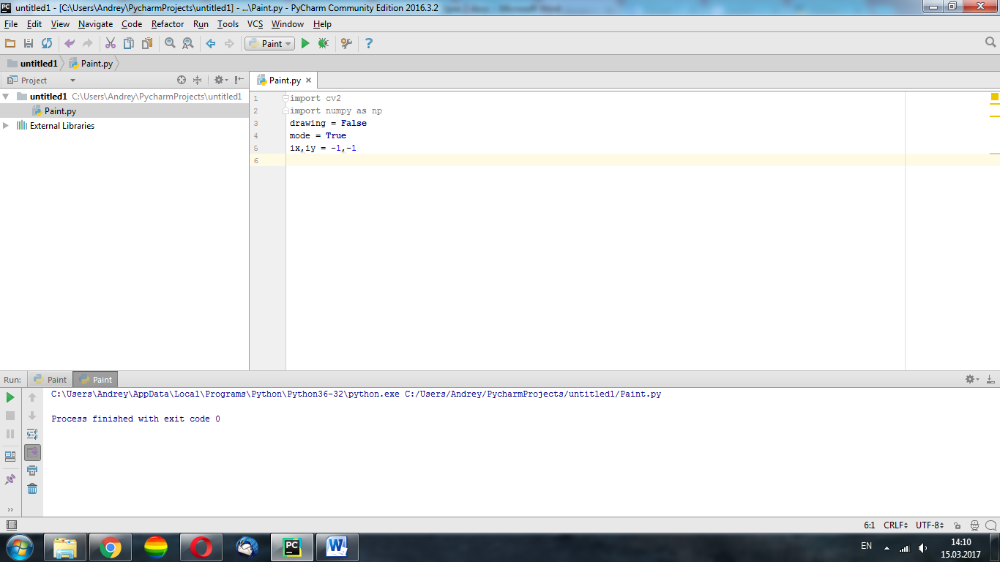 untitled1 - [C:\Users\Andrey\PycharmProjects\untitled1] - ...\Paint.py - PyCharm Community Edition 2016.3.2
File Edit View Navigate Code Refactor Run Tools VCS Window Help
Paint
untitled1 Paint.py
Project
Paint.py ×
untitled1 C:\Users\Andrey\PycharmProjects\untitled1
Paint.py
External Libraries
1 import cv2
2 import numpy as np
3 drawing = False
4 mode = True
5 ix,iy = -1,-1
6
Run: Paint Paint
C:\Users\Andrey\AppData\Local\Programs\Python\Python36-32\python.exe C:/Users/Andrey/PycharmProjects/untitled1/Paint.py
Process finished with exit code 0
6:1 CRLF UTF-8
EN
14:10
15.03.2017